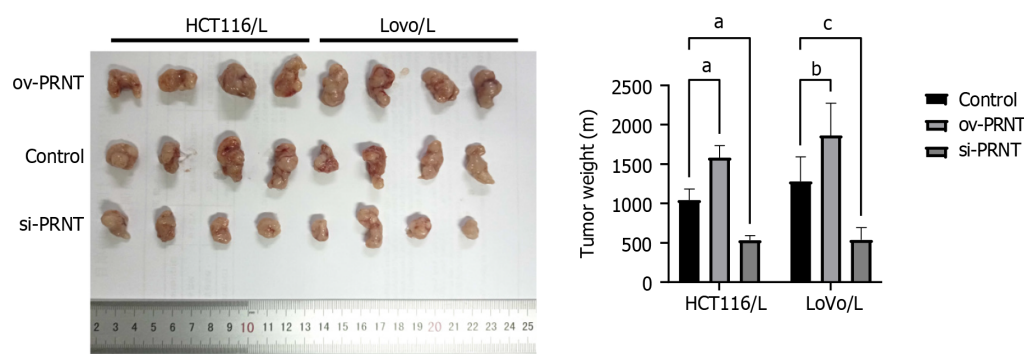 HCT116/L
Lovo/L
ov-PRNT
Control
si-PRNT
2 3 4 5 6 7 8 9 10 11 12 13 14 15 16 17 18 19 20 21 22 23 24 25
a
c
a
b
2500
2000
1500
1000
500
0
Tumor weight (m)
HCT116/L
LoVo/L
Control
ov-PRNT
si-PRNT